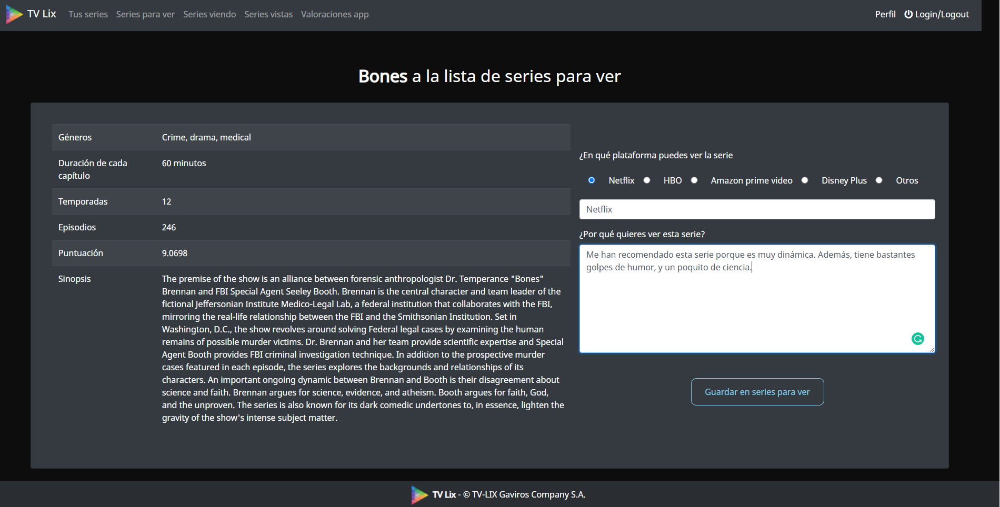 TV Lix Tus series Series para ver Series viendo Series vistas Valoraciones app Perfil Login/Logout
Bones a la lista de series para ver
Géneros Crime, drama, medical
Duración de cada 60 minutos
capítulo
Temporadas 12
Episodios 246
Puntuación 9.0698
Sinopsis The premise of the show is an alliance between forensic anthropologist Dr. Temperance "Bones"
Brennan and FBI Special Agent Seeley Booth. Brennan is the central character and team leader of the
fictional Jeffersonian Institute Medico-Legal Lab, a federal institution that collaborates with the FBI,
mirroring the real-life relationship between the FBI and the Smithsonian Institution. Set in
Washington, D.C., the show revolves around solving Federal legal cases by examining the human
remains of possible murder victims. Dr. Brennan and her team provide scientific expertise and Special
Agent Booth provides FBI criminal investigation technique. In addition to the prospective murder
cases featured in each episode, the series explores the backgrounds and relationships of its
characters. An important ongoing dynamic between Brennan and Booth is their disagreement about
science and faith. Brennan argues for science, evidence, and atheism. Booth argues for faith, God,
and the unproven. The series is also known for its dark comedic undertones to, in essence, lighten the
gravity of the show's intense subject matter.
¿En qué plataforma puedes ver la serie
Netflix HBO Amazon prime video Disney Plus Otros
Netflix
¿Por qué quieres ver esta serie?
Me han recomendado esta serie porque es muy dinámica. Además, tiene bastantes
golpes de humor, y un poquito de ciencia.
Guardar en series para ver
TV Lix - © TV-LIX Gaviros Company S.A.